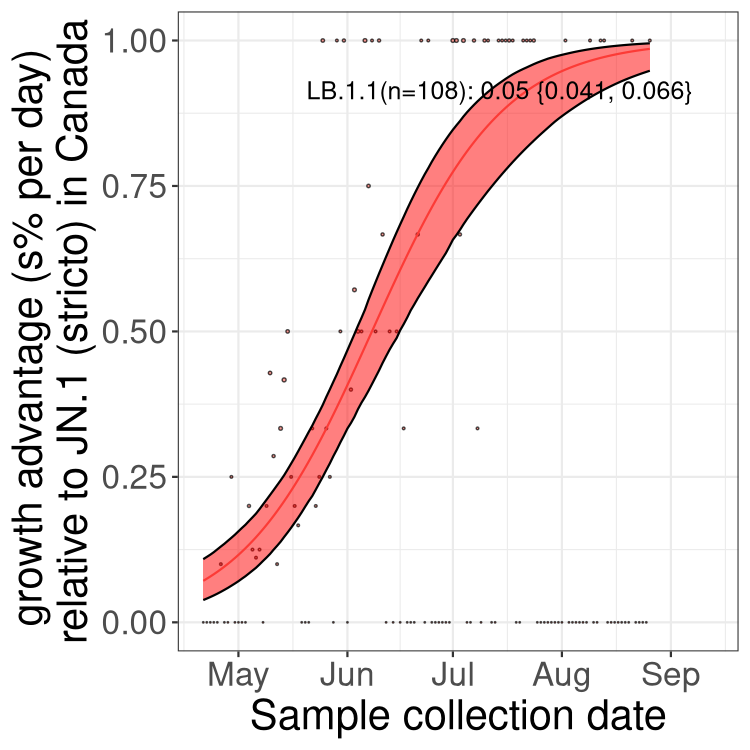 growth advantage (s% per day)
relative to JN.1 (stricto) in Canada
1.00
0.75
0.50
0.25
0.00
LB.1.1(n=108): 0.05 {0.041, 0.066}
May Jun Jul Aug Sep
Sample collection date